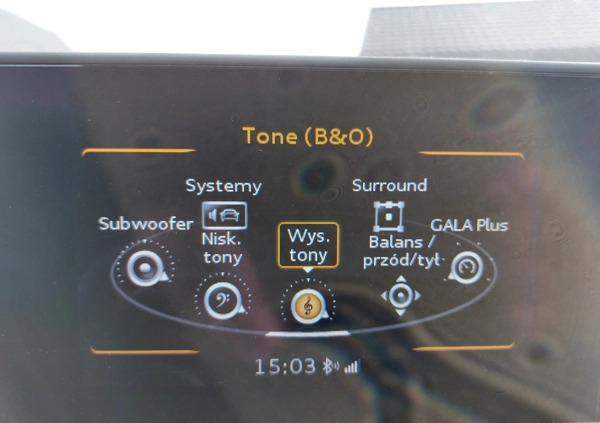 Tone (B&O)
Systemy
Surround
Subwoofer
GALA Plus
Nisk.
tony
Wys.
tony
Balans /
przód/tył
15:03